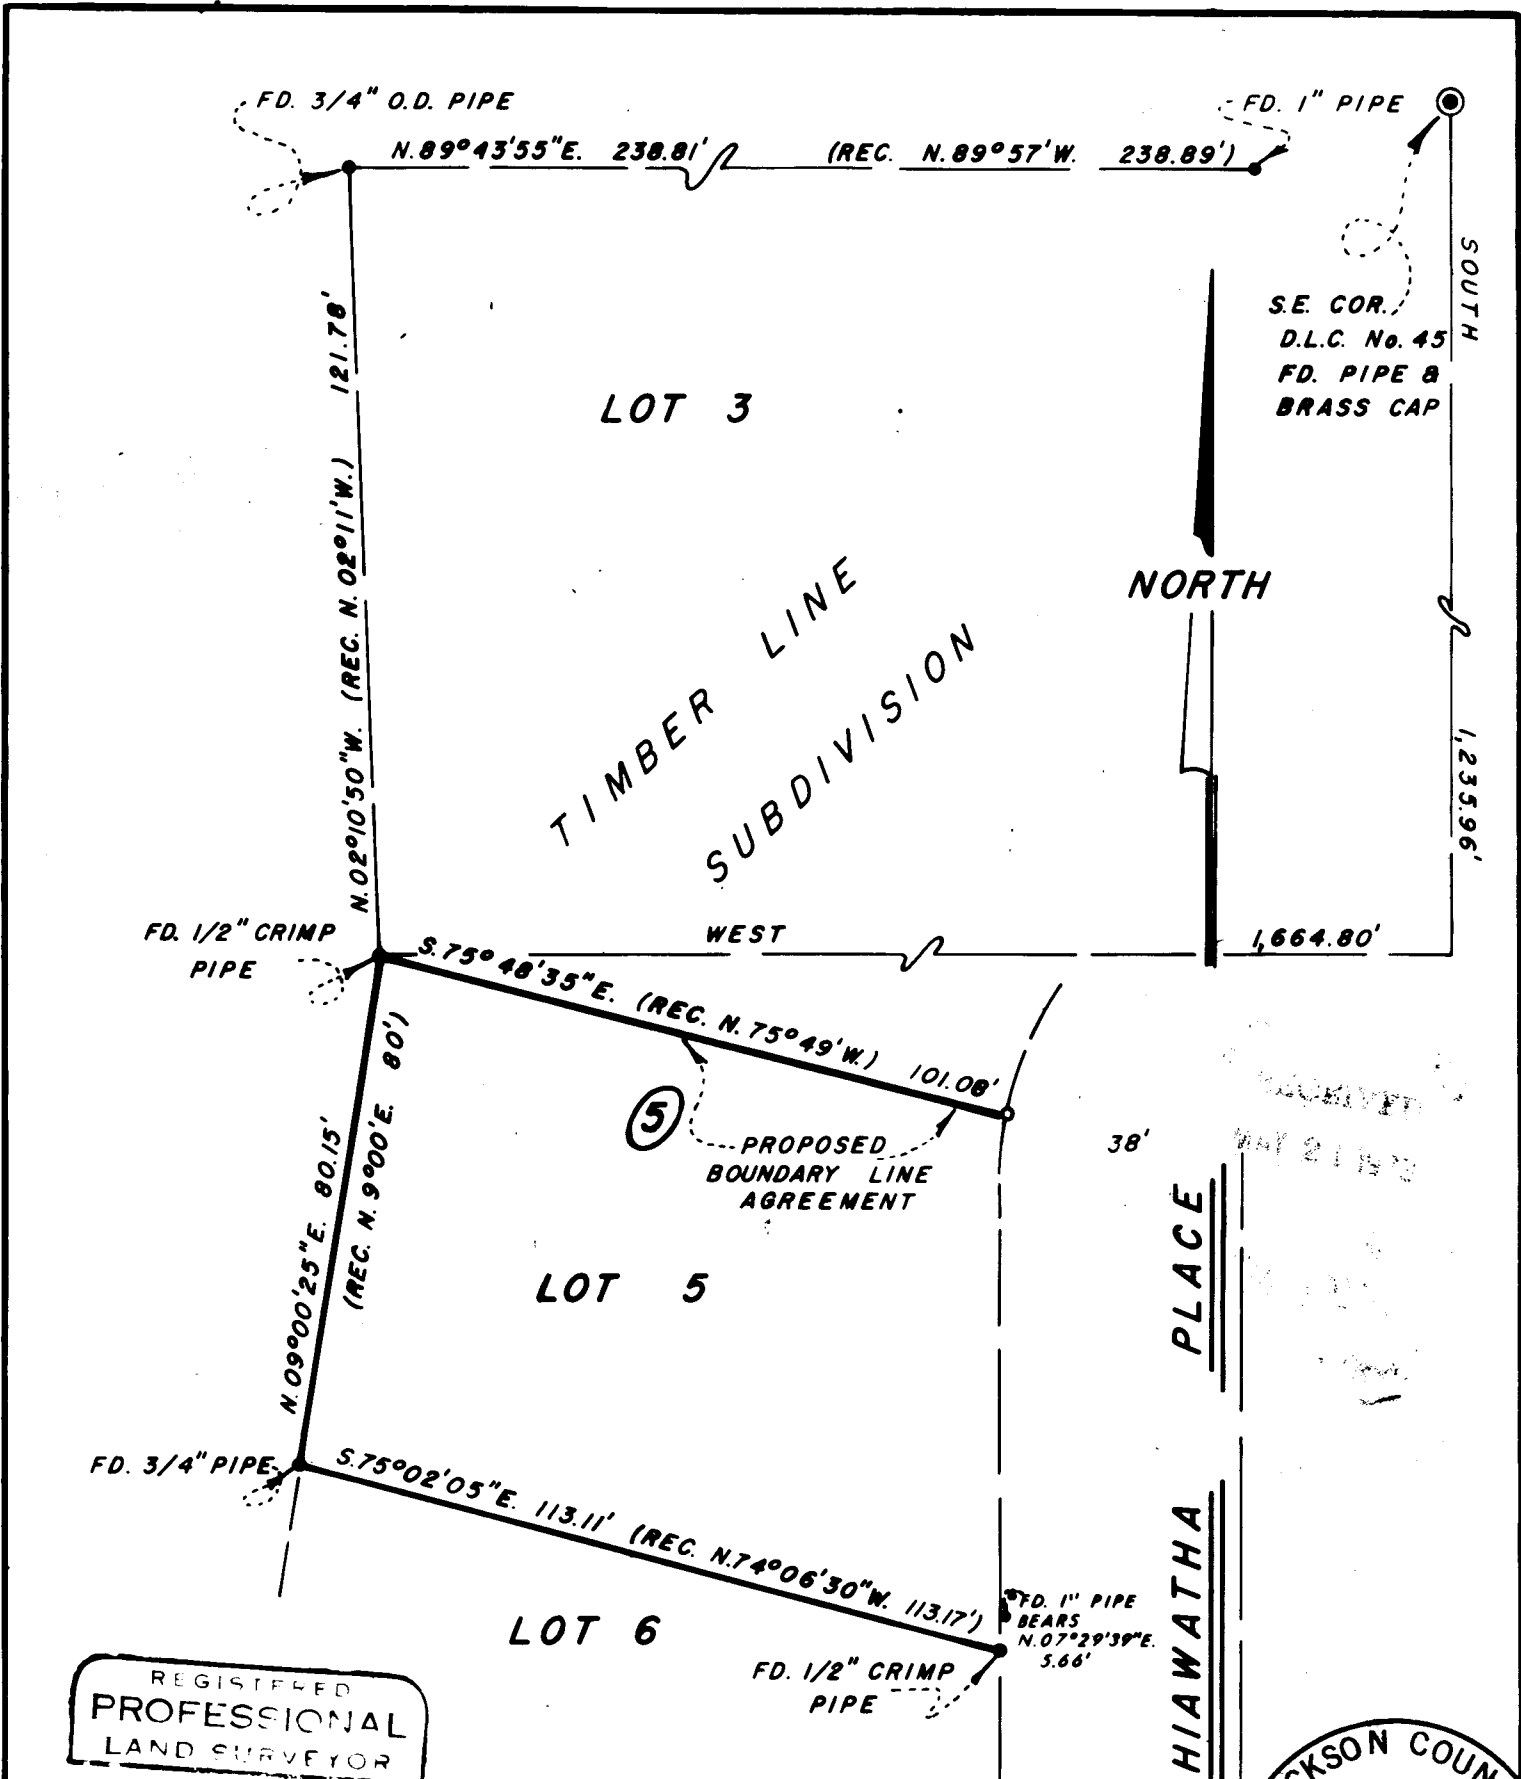 FD. 3/4" O.D. PIPE
FD. 1" PIPE
N.89°43'55"E. 238.81' (REC. N.89°57'W. 238.89')
SOUTH
S.E. COR.
D.L.C. No. 45
FD. PIPE &
BRASS CAP
N.02°10'50"W. (REC. N.02°11'W.) 121.78'
LOT 3
NORTH
TIMBER LINE
SUBDIVISION
1,235.96'
FD. 1/2" CRIMP
PIPE
WEST
1,664.80'
S.75°48'35"E. (REC. N.75°49'W.) 101.08'
5
PROPOSED
BOUNDARY LINE
AGREEMENT
38'
N.09°00'25"E. 80.15'
(REC. N.9°00'E. 80')
LOT 5
HIAWATHA PLACE
FD. 3/4" PIPE
S.75°02'05"E. 113.11' (REC. N.74°06'30"W. 113.17')
FD. 1" PIPE
BEARS
N.07°29'39"E.
5.66'
LOT 6
FD. 1/2" CRIMP
PIPE
REGISTERED
PROFESSIONAL
LAND SURVEYOR